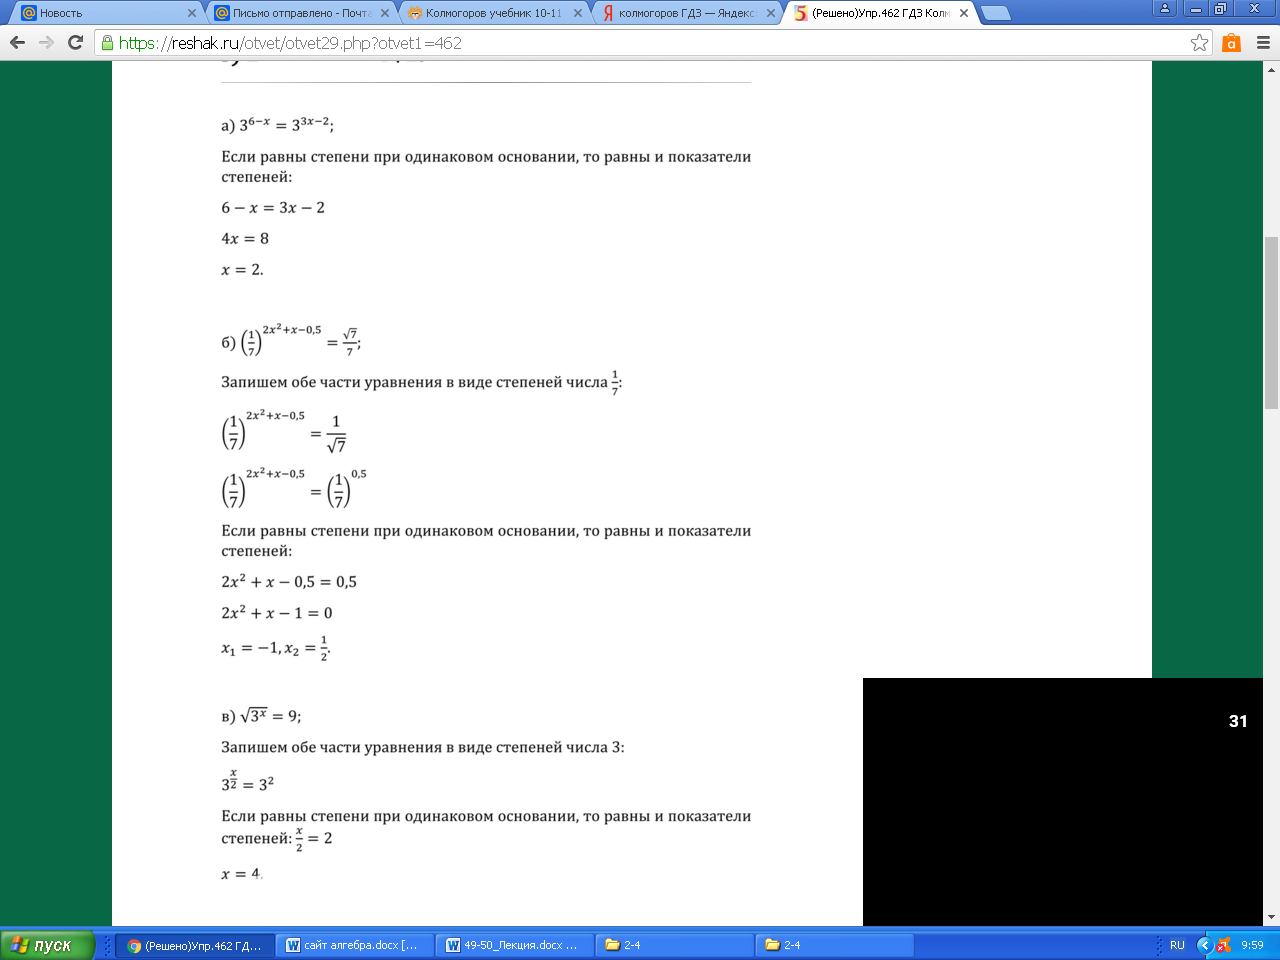 Новость
Письмо отправлено - Почта
Колмогоров учебник 10-11
колмогоров ГДЗ — Яндекс
(Решено)Упр.462 ГДЗ Колм
https://reshak.ru/otvet/otvet29.php?otvet1=462
а) 3^{6−x} = 3^{3x−2};
Если равны степени при одинаковом основании, то равны и показатели
степеней:
6 − x = 3x − 2
4x = 8
x = 2.
б) (1/7)^{2x²+x−0,5} = √7/7;
Запишем обе части уравнения в виде степеней числа 1/7:
(1/7)^{2x²+x−0,5} = 1/√7
(1/7)^{2x²+x−0,5} = (1/7)^{0,5}
Если равны степени при одинаковом основании, то равны и показатели
степеней:
2x² + x − 0,5 = 0,5
2x² + x − 1 = 0
x₁ = −1, x₂ = 1/2.
31
в) √(3^x) = 9;
Запишем обе части уравнения в виде степеней числа 3:
3^{x/2} = 3²
Если равны степени при одинаковом основании, то равны и показатели
степеней: x/2 = 2
x = 4.
пуск
(Решено)Упр.462 ГД...
сайт алгебра.docx [...
49-50_Лекция.docx ...
2-4
2-4
RU
9:59